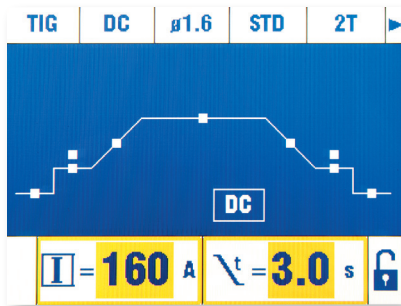 TIG DC ø1.6 STD 2T
DC
I = 160 A t = 3.0 s